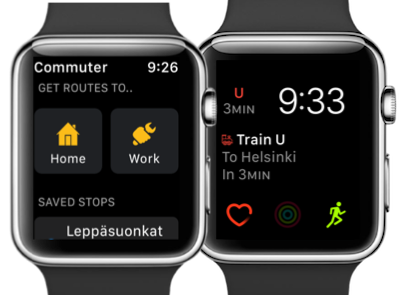 Commuter 9:26
GET ROUTES TO..
Home Work
SAVED STOPS
Leppäsuonkat
U
3MIN
9:33
Train U
To Helsinki
In 3MIN